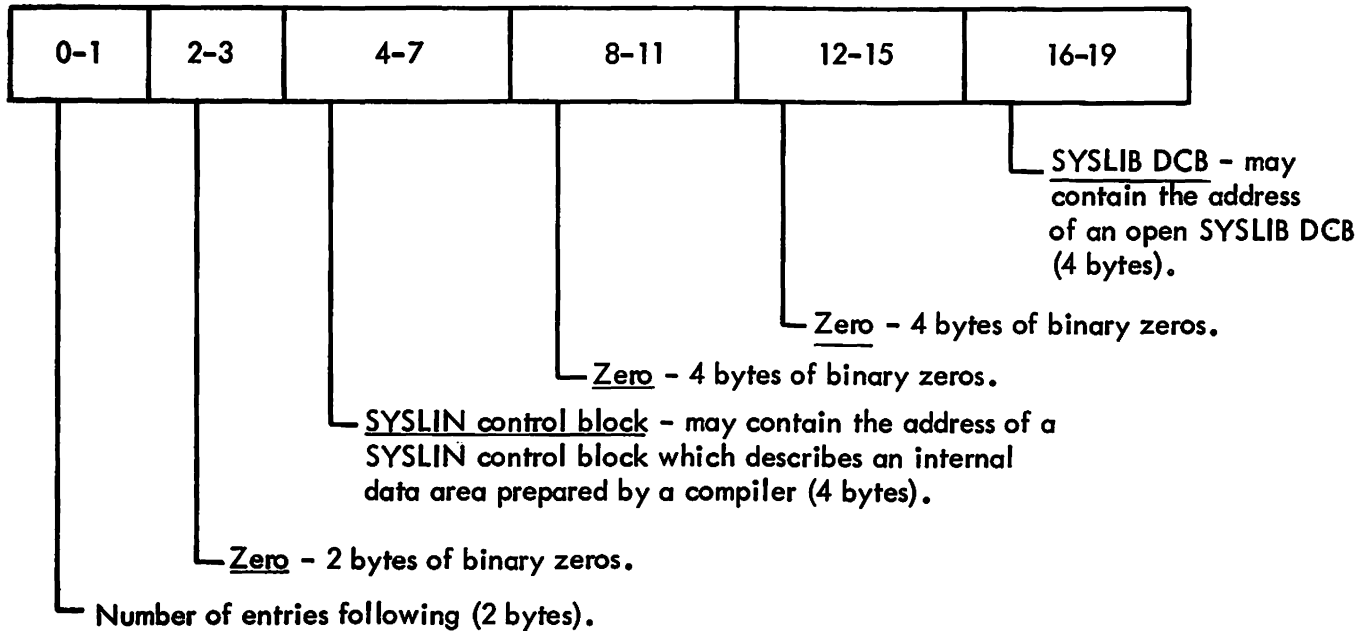 0-1 2-3 4-7 8-11 12-15 16-19
SYSLIB DCB - may
contain the address
of an open SYSLIB DCB
(4 bytes).
Zero - 4 bytes of binary zeros.
Zero - 4 bytes of binary zeros.
SYSLIN control block - may contain the address of a
SYSLIN control block which describes an internal
data area prepared by a compiler (4 bytes).
Zero - 2 bytes of binary zeros.
Number of entries following (2 bytes).